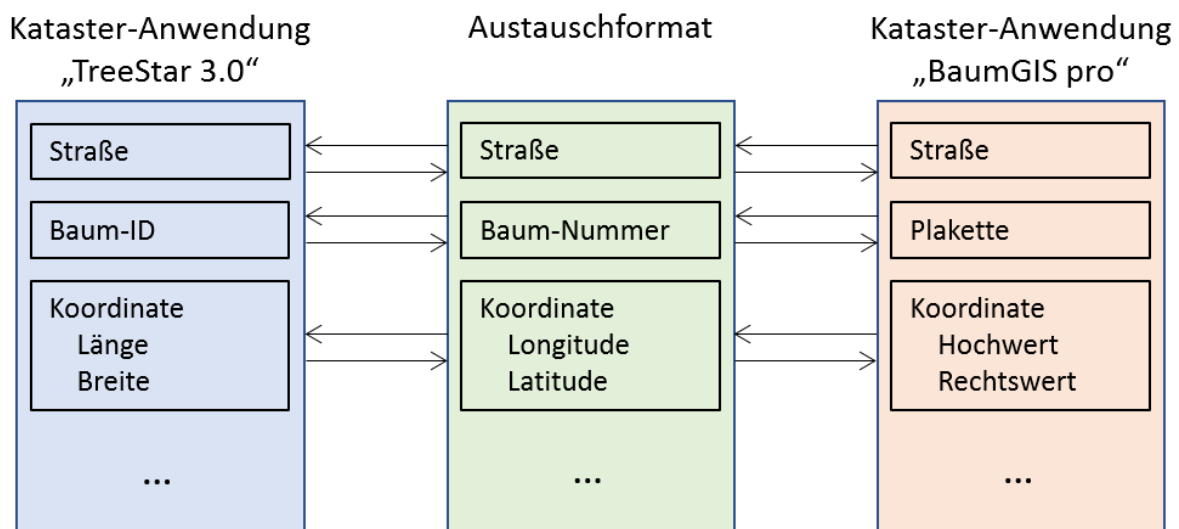 Kataster-Anwendung
„TreeStar 3.0“
Straße
Baum-ID
Koordinate
Länge
Breite
...
Austauschformat
Straße
Baum-Nummer
Koordinate
Longitude
Latitude
...
Kataster-Anwendung
„BaumGIS pro“
Straße
Plakette
Koordinate
Hochwert
Rechtswert
...